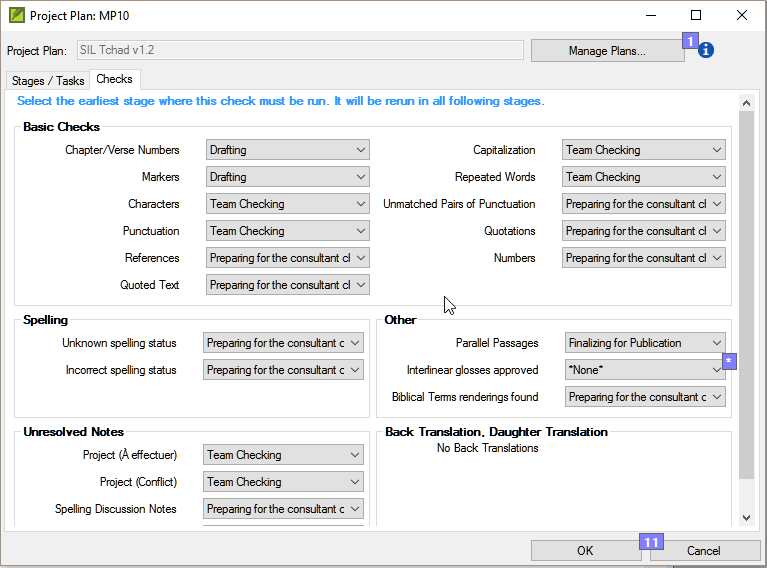 Project Plan: MP10
Project Plan: SIL Tchad v1.2 Manage Plans... 1 i
Stages / Tasks Checks
Select the earliest stage where this check must be run. It will be rerun in all following stages.
Basic Checks
Chapter/Verse Numbers Drafting Capitalization Team Checking
Markers Drafting Repeated Words Team Checking
Characters Team Checking Unmatched Pairs of Punctuation Preparing for the consultant cl
Punctuation Team Checking Quotations Preparing for the consultant cl
References Preparing for the consultant cl Numbers Preparing for the consultant cl
Quoted Text Preparing for the consultant cl
Spelling Other
Unknown spelling status Preparing for the consultant c Parallel Passages Finalizing for Publication
Incorrect spelling status Preparing for the consultant c Interlinear glosses approved *None* *
Biblical Terms renderings found Preparing for the consultant c
Unresolved Notes Back Translation, Daughter Translation
Project (À effectuer) Team Checking No Back Translations
Project (Conflict) Team Checking
Spelling Discussion Notes Preparing for the consultant c
OK 11 Cancel